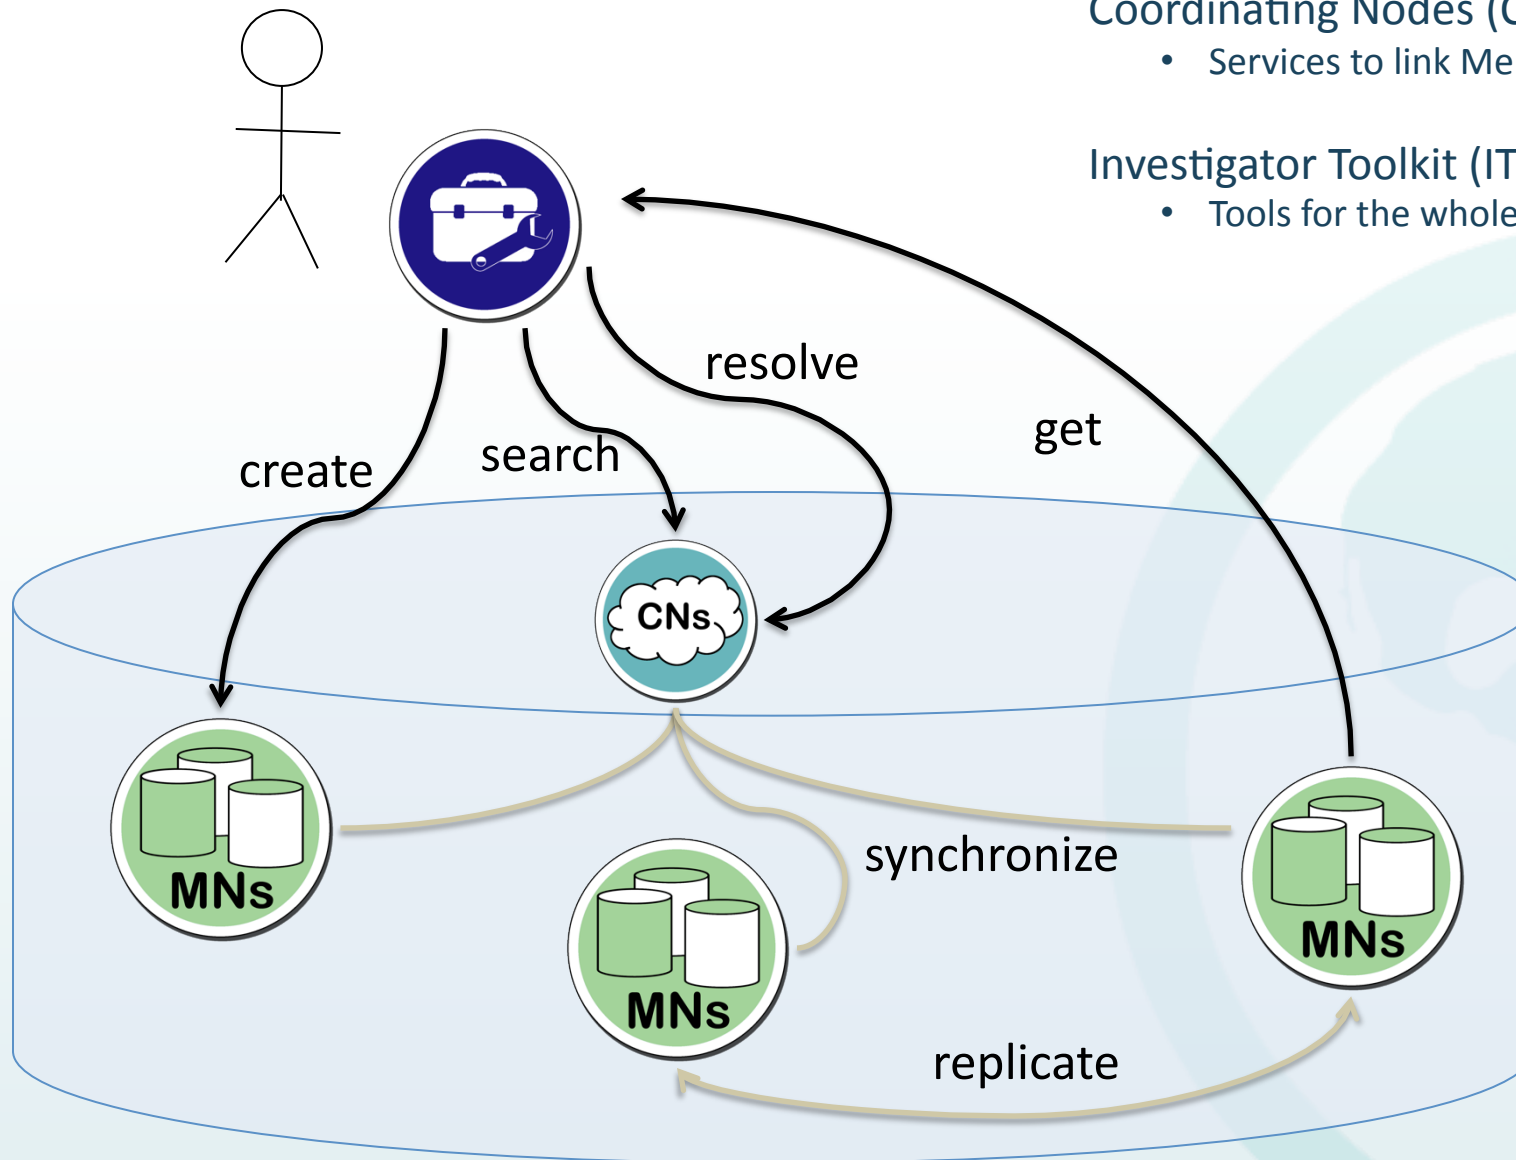 Coordinating Nodes (C
• Services to link Me
Investigator Toolkit (IT
• Tools for the whole
resolve
get
search
create
CNs
synchronize
MNs
MNs
MNs
replicate